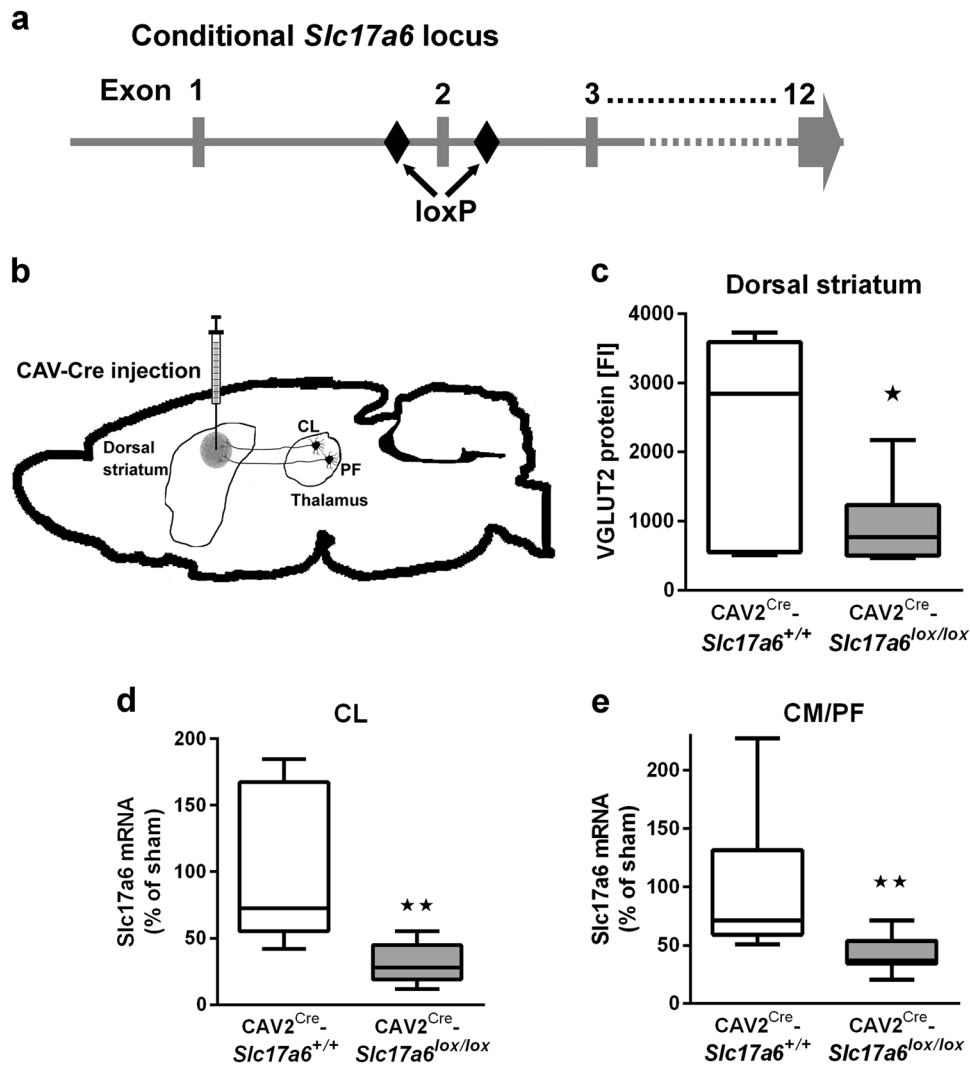 a
Conditional Slc17a6 locus
Exon 1 2 3 12
loxP
b
CAV-Cre injection
Dorsal
striatum
CL
PF
Thalamus
c
Dorsal striatum
VGLUT2 protein [FI]
4000
3000
2000
1000
0
★
CAV2Cre-
Slc17a6+/+
CAV2Cre-
Slc17a6lox/lox
d
CL
Slc17a6 mRNA
(% of sham)
200
150
100
50
0
★★
CAV2Cre-
Slc17a6+/+
CAV2Cre-
Slc17a6lox/lox
e
CM/PF
Slc17a6 mRNA
(% of sham)
200
150
100
50
0
★★
CAV2Cre-
Slc17a6+/+
CAV2Cre-
Slc17a6lox/lox